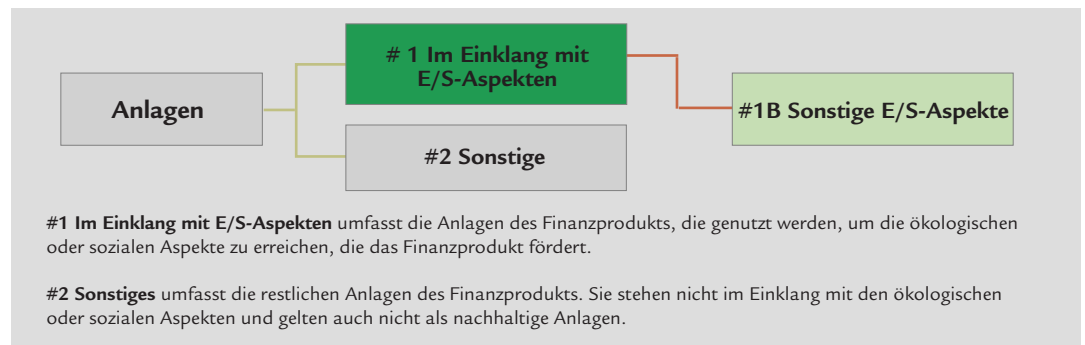 # 1 Im Einklang mit
E/S-Aspekten
Anlagen
#1B Sonstige E/S-Aspekte
#2 Sonstige
#1 Im Einklang mit E/S-Aspekten umfasst die Anlagen des Finanzprodukts, die genutzt werden, um die ökologischen
oder sozialen Aspekte zu erreichen, die das Finanzprodukt fördert.
#2 Sonstiges umfasst die restlichen Anlagen des Finanzprodukts. Sie stehen nicht im Einklang mit den ökologischen
oder sozialen Aspekten und gelten auch nicht als nachhaltige Anlagen.